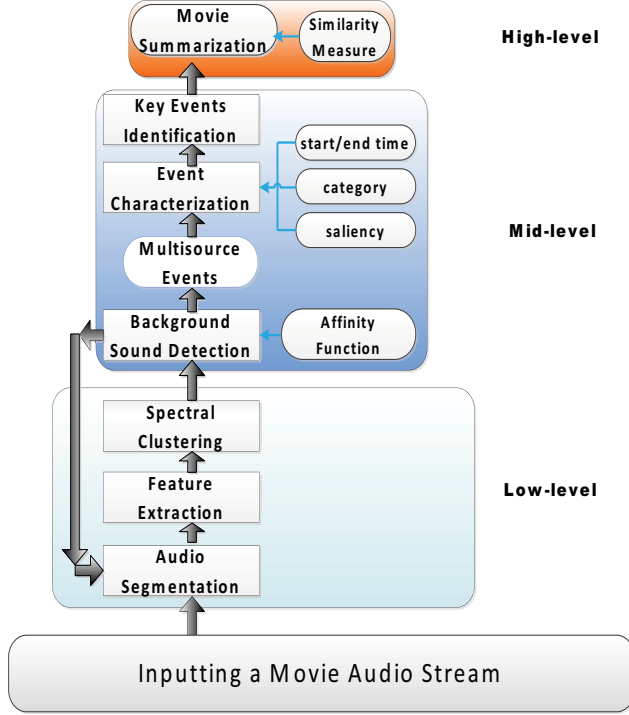 Movie
Summarization
Similarity
Measure
High-level
Key Events
Identification
start/end time
Event
Characterization
category
saliency
Mid-level
Multisource
Events
Background
Sound Detection
Affinity
Function
Spectral
Clustering
Feature
Extraction
Low-level
Audio
Segmentation
Inputting a Movie Audio Stream